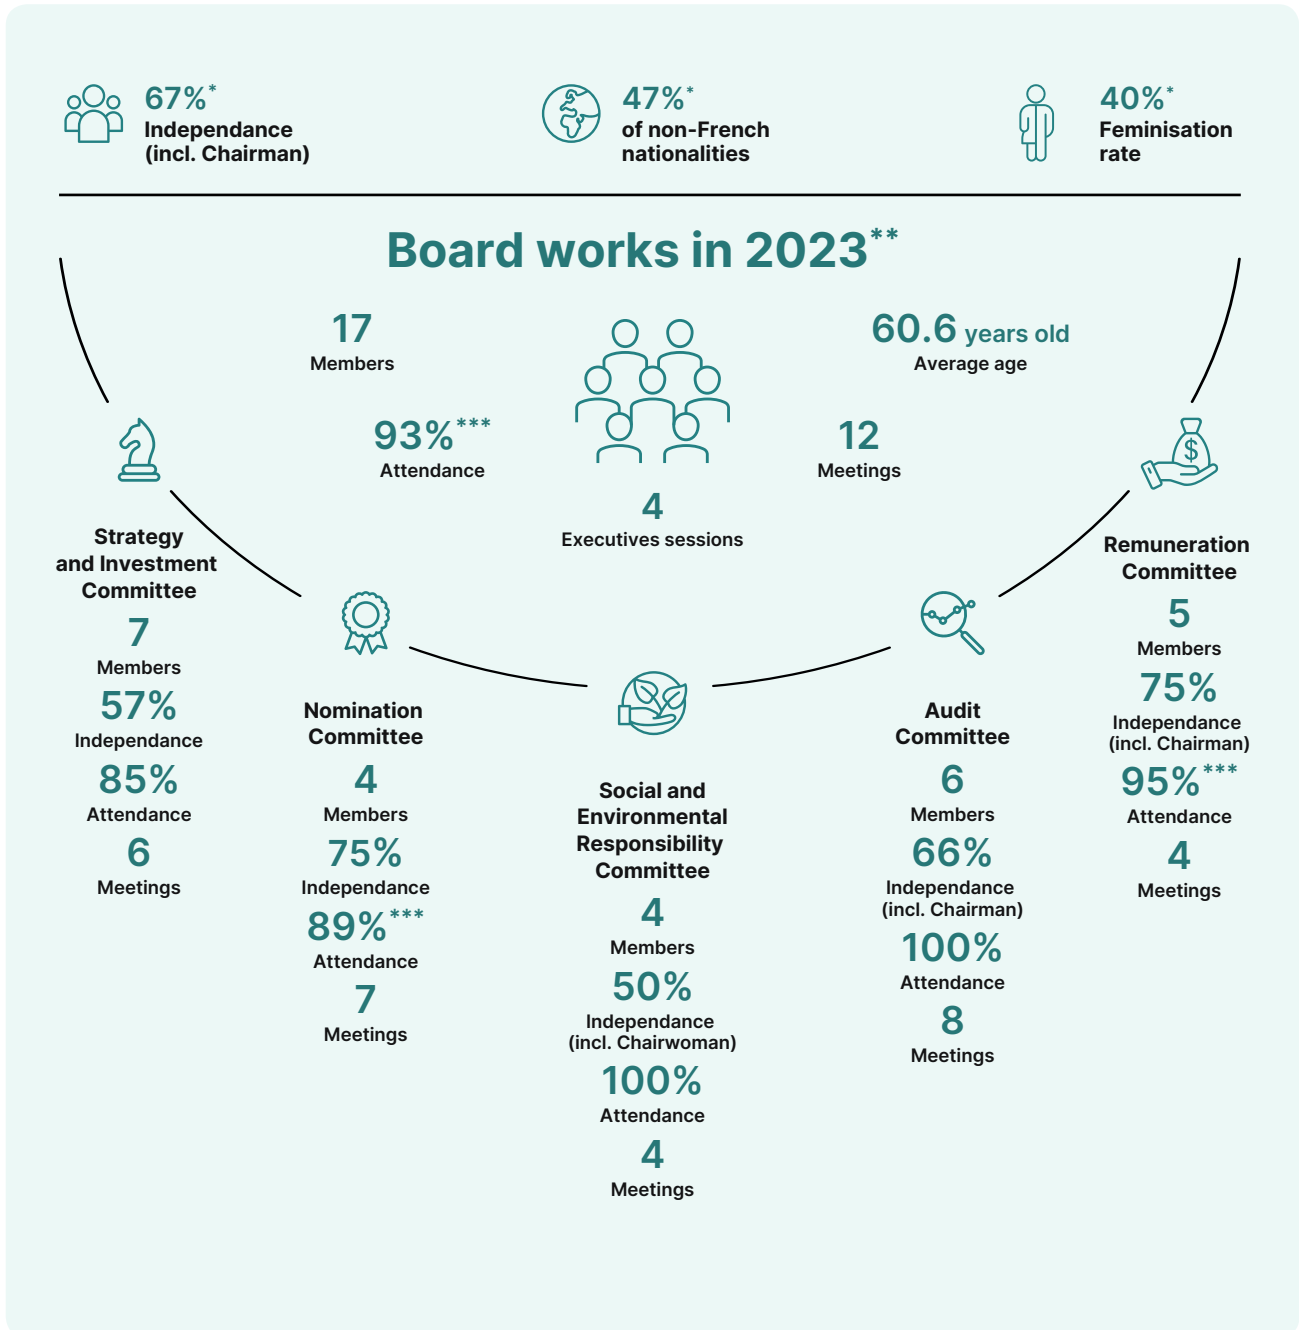 67%*
Independance
(incl. Chairman)
47%*
of non-French
nationalities
40%*
Feminisation
rate
Board works in 2023**
17
Members
60.6 years old
Average age
93%***
Attendance
12
Meetings
4
Executives sessions
Strategy
and Investment
Committee
7
Members
57%
Independance
85%
Attendance
6
Meetings
Nomination
Committee
4
Members
75%
Independance
89%***
Attendance
7
Meetings
Social and
Environmental
Responsibility
Committee
4
Members
50%
Independance
(incl. Chairwoman)
100%
Attendance
4
Meetings
Audit
Committee
6
Members
66%
Independance
(incl. Chairman)
100%
Attendance
8
Meetings
$
Remuneration
Committee
5
Members
75%
Independance
(incl. Chairman)
95%***
Attendance
4
Meetings